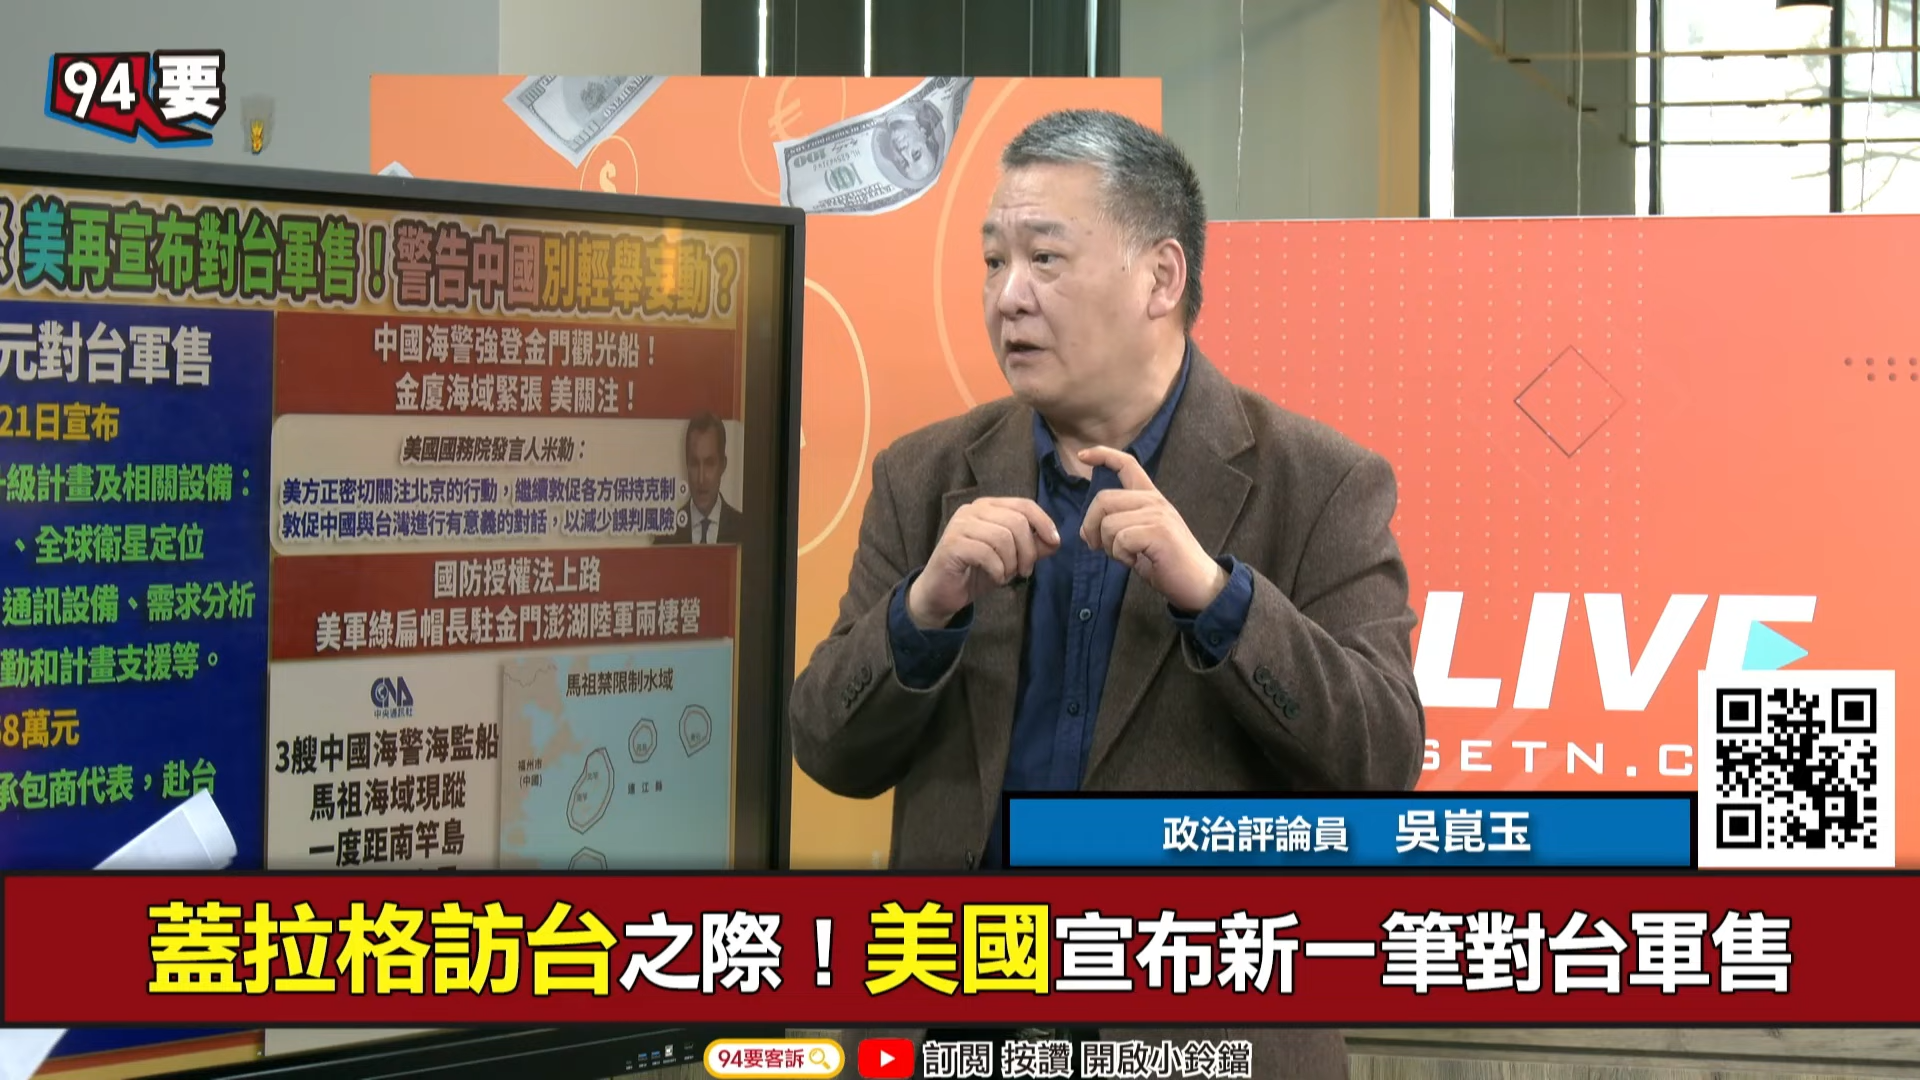 94要
美再宣布對台軍售！警告中國別輕舉妄動？
元對台軍售
21日宣布
級計畫及相關設備：
、全球衛星定位
通訊設備、需求分析
勤和計畫支援等。
8萬元
承包商代表，赴台
中國海警強登金門觀光船！
金廈海域緊張 美關注！
美國國務院發言人米勒：
美方正密切關注北京的行動，繼續敦促各方保持克制。
敦促中國與台灣進行有意義的對話，以減少誤判風險。
國防授權法上路
美軍綠扁帽長駐金門澎湖陸軍兩棲營
CNA
中央通訊社
3艘中國海警海監船
馬祖海域現蹤
一度距南竿島
馬祖禁限制水域
福州市
(中國)
連江縣
100
LIVE
SETN.C
政治評論員 吳崑玉
蓋拉格訪台之際！美國宣布新一筆對台軍售
94要客訴
訂閱 按讚 開啟小鈴鐺